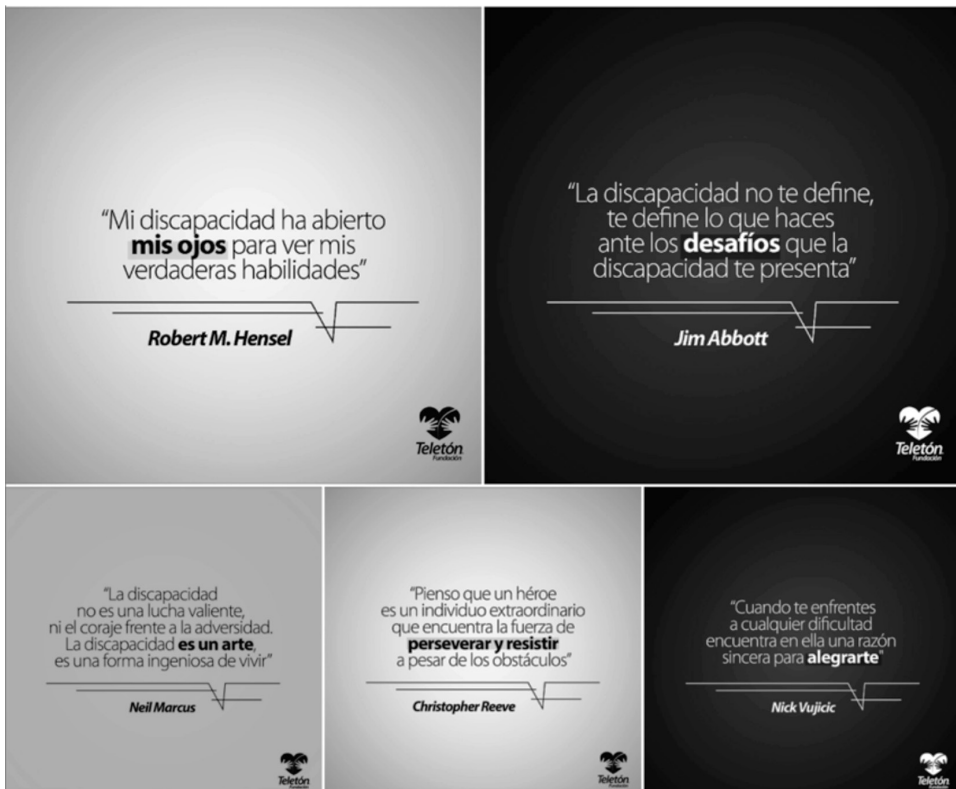 “Mi discapacidad ha abierto
mis ojos para ver mis
verdaderas habilidades”
Robert M. Hensel
Teletón
Fundación
“La discapacidad no te define,
te define lo que haces
ante los desafíos que la
discapacidad te presenta”
Jim Abbott
Teletón
Fundación
“La discapacidad
no es una lucha valiente,
ni el coraje frente a la adversidad.
La discapacidad es un arte,
es una forma ingeniosa de vivir”
Neil Marcus
Teletón
“Pienso que un héroe
es un individuo extraordinario
que encuentra la fuerza de
perseverar y resistir
a pesar de los obstáculos”
Christopher Reeve
Teletón
“Cuando te enfrentes
a cualquier dificultad
encuentra en ella una razón
sincera para alegrarte”
Nick Vujicic
Teletón